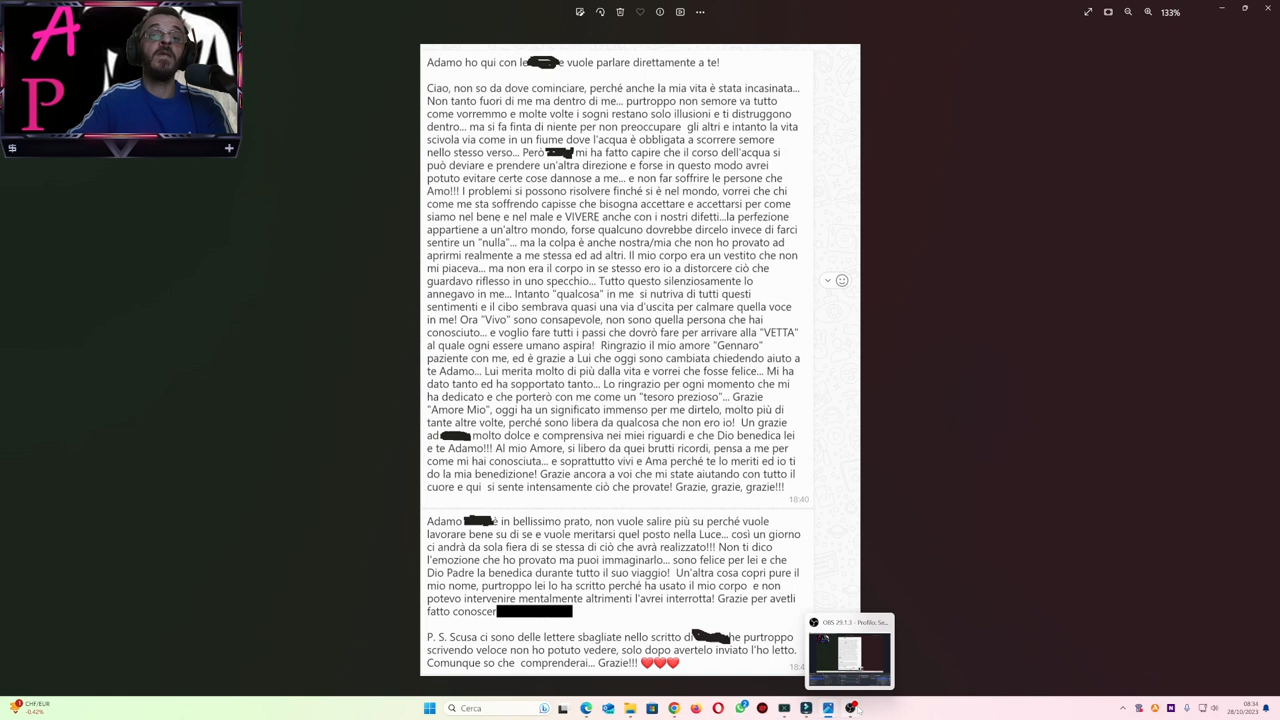 A
P
133%
Adamo ho qui con le e vuole parlare direttamente a te!
Ciao, non so da dove cominciare, perché anche la mia vita è stata incasinata...
Non tanto fuori di me ma dentro di me... purtroppo non semore va tutto
come vorremmo e molte volte i sogni restano solo illusioni e ti distruggono
dentro... ma si fa finta di niente per non preoccupare gli altri e intanto la vita
scivola via come in un fiume dove l'acqua è obbligata a scorrere semore
nello stesso verso... Però mi ha fatto capire che il corso dell'acqua si
può deviare e prendere un'altra direzione e forse in questo modo avrei
potuto evitare certe cose dannose a me... e non far soffrire le persone che
Amo!!! I problemi si possono risolvere finché si è nel mondo, vorrei che chi
come me sta soffrendo capisse che bisogna accettare e accettarsi per come
siamo nel bene e nel male e VIVERE anche con i nostri difetti...la perfezione
appartiene a un'altro mondo, forse qualcuno dovrebbe dircelo invece di farci
sentire un "nulla"... ma la colpa è anche nostra/mia che non ho provato ad
aprirmi realmente a me stessa ed ad altri. Il mio corpo era un vestito che non
mi piaceva... ma non era il corpo in se stesso ero io a distorcere ciò che
guardavo riflesso in uno specchio... Tutto questo silenziosamente lo
annegavo in me... Intanto "qualcosa" in me si nutriva di tutti questi
sentimenti e il cibo sembrava quasi una via d'uscita per calmare quella voce
in me! Ora "Vivo" sono consapevole, non sono quella persona che hai
conosciuto... e voglio fare tutti i passi che dovrò fare per arrivare alla "VETTA"
al quale ogni essere umano aspira! Ringrazio il mio amore "Gennaro"
paziente con me, ed è grazie a Lui che oggi sono cambiata chiedendo aiuto a
te Adamo... Lui merita molto di più dalla vita e vorrei che fosse felice... Mi ha
dato tanto ed ha sopportato tanto... Lo ringrazio per ogni momento che mi
ha dedicato e che porterò con me come un "tesoro prezioso"... Grazie
"Amore Mio", oggi ha un significato immenso per me dirtelo, molto più di
tante altre volte, perché sono libera da qualcosa che non ero io! Un grazie
ad molto dolce e comprensiva nei miei riguardi e che Dio benedica lei
e te Adamo!!! Al mio Amore, si libero da quei brutti ricordi, pensa a me per
come mi hai conosciuta... e soprattutto vivi e Ama perché te lo meriti ed io ti
do la mia benedizione! Grazie ancora a voi che mi state aiutando con tutto il
cuore e qui si sente intensamente ciò che provate! Grazie, grazie, grazie!!!
18:40
Adamo è in bellissimo prato, non vuole salire più su perché vuole
lavorare bene su di se e vuole meritarsi quel posto nella Luce... così un giorno
ci andrà da sola fiera di se stessa di ciò che avrà realizzato!!! Non ti dico
l'emozione che ho provato ma puoi immaginarlo... sono felice per lei e che
Dio Padre la benedica durante tutto il suo viaggio! Un'altra cosa copri pure il
mio nome, purtroppo lei lo ha scritto perché ha usato il mio corpo e non
potevo intervenire mentalmente altrimenti l'avrei interrotta! Grazie per avetli
fatto conoscer
P. S. Scusa ci sono delle lettere sbagliate nello scritto di he purtroppo
scrivendo veloce non ho potuto vedere, solo dopo avertelo inviato l'ho letto.
Comunque so che comprenderai... Grazie!!! ❤️❤️❤️
18:4
OBS 29.1.3 - Profilo: Se...
CHF/EUR
-0.42%
Cerca
08:34
28/10/2023